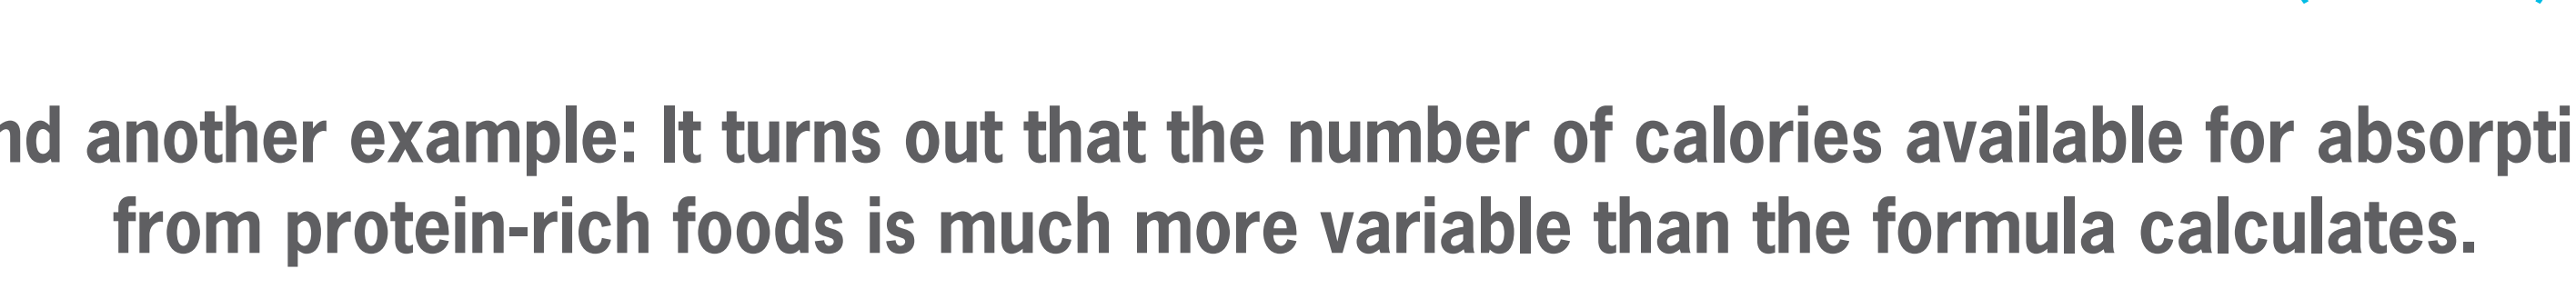 nd another example: It turns out that the number of calories available for absorpti
from protein-rich foods is much more variable than the formula calculates.